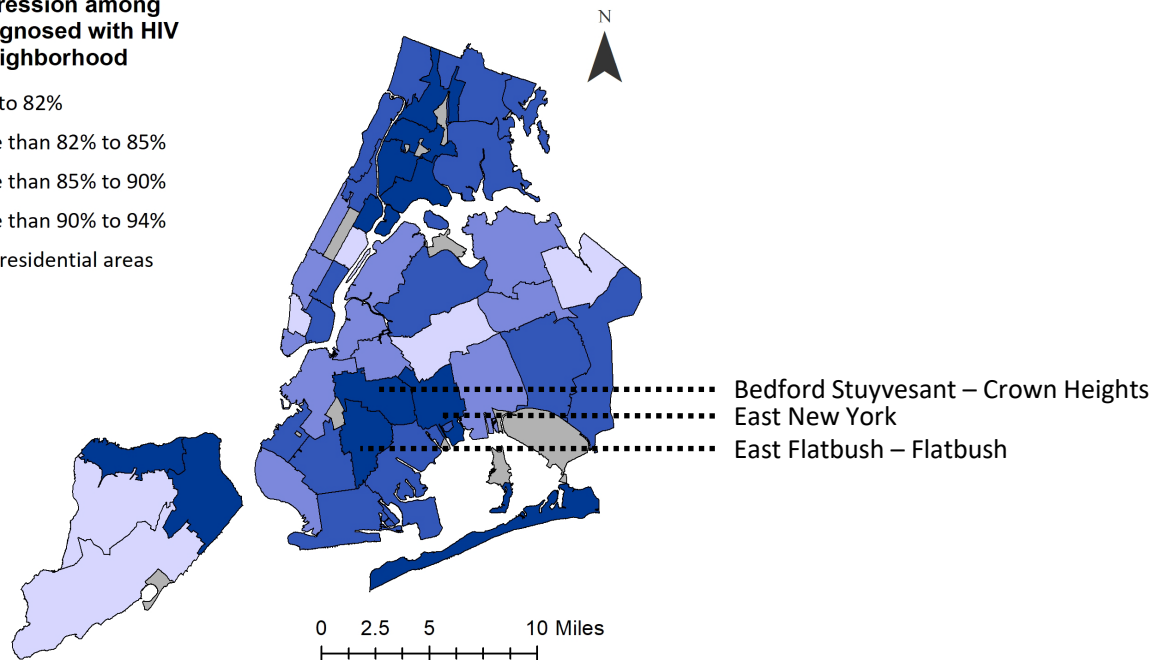 ression among
gnosed with HIV
ighborhood
to 82%
e than 82% to 85%
e than 85% to 90%
e than 90% to 94%
residential areas
N
Bedford Stuyvesant – Crown Heights
East New York
East Flatbush – Flatbush
0 2.5 5 10 Miles